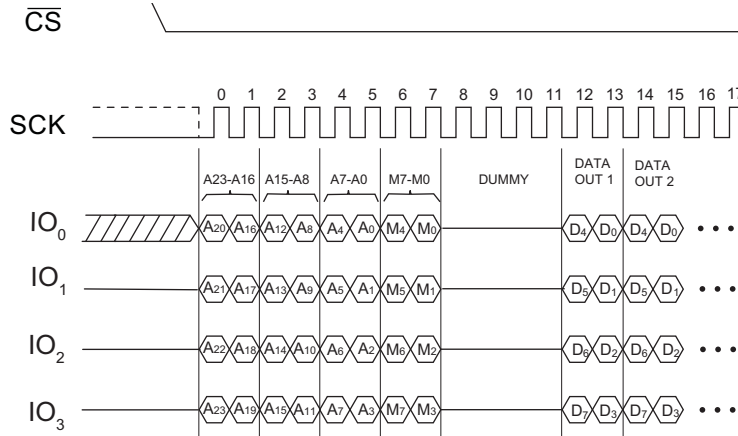 CS
0 1 2 3 4 5 6 7 8 9 10 11 12 13 14 15 16 17
SCK
A23-A16 A15-A8 A7-A0 M7-M0 DUMMY DATA OUT 1 DATA OUT 2
IO0 A20 A16 A12 A8 A4 A0 M4 M0 D4 D0 D4 D0 • • • •
IO1 A21 A17 A13 A9 A5 A1 M5 M1 D5 D1 D5 D1 • • • •
IO2 A22 A18 A14 A10 A6 A2 M6 M2 D6 D2 D6 D2 • • • •
IO3 A23 A19 A15 A11 A7 A3 M7 M3 D7 D3 D7 D3 • • • •